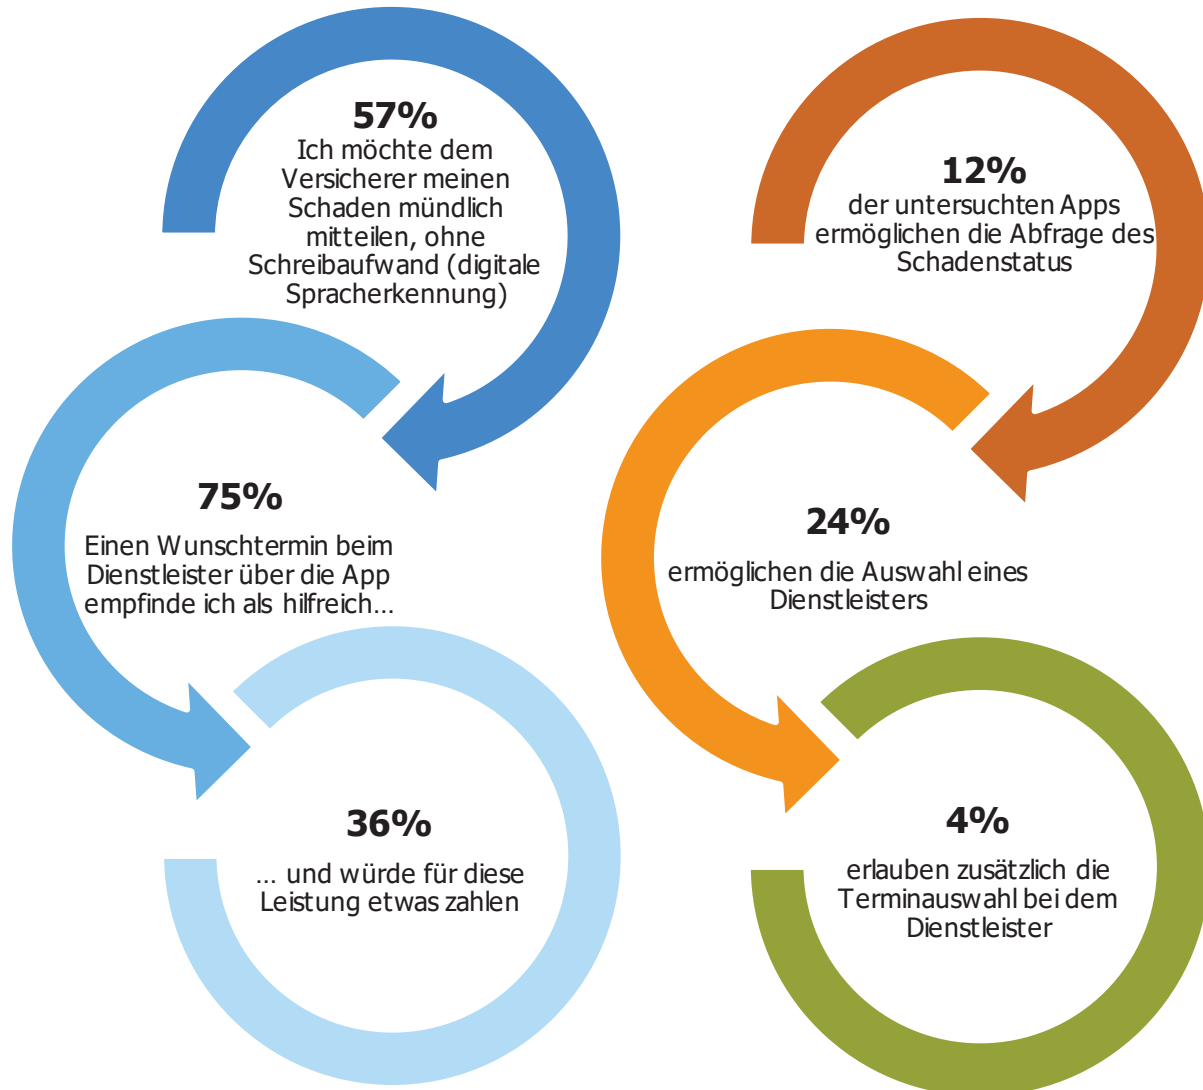 57%
Ich möchte dem
Versicherer meinen
Schaden mündlich
mitteilen, ohne
Schreibaufwand (digitale
Spracherkennung)
75%
Einen Wunschtermin beim
Dienstleister über die App
empfinde ich als hilfreich...
36%
... und würde für diese
Leistung etwas zahlen
12%
der untersuchten Apps
ermöglichen die Abfrage des
Schadenstatus
24%
ermöglichen die Auswahl eines
Dienstleisters
4%
erlauben zusätzlich die
Terminauswahl bei dem
Dienstleister